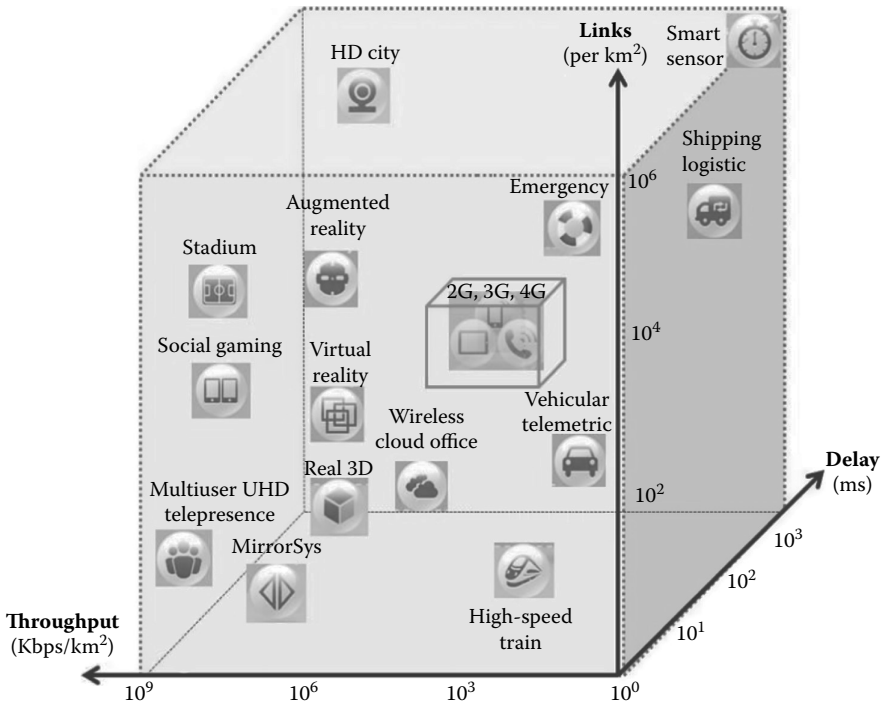 Links
(per km²)
Smart
sensor
HD city
Shipping
logistic
10⁶
Emergency
Augmented
reality
Stadium
2G, 3G, 4G
10⁴
Social gaming
Virtual
reality
Vehicular
telemetric
Wireless
cloud office
Delay
(ms)
Real 3D
10²
Multiuser UHD
telepresence
MirrorSys
10³
10²
10¹
High-speed
train
Throughput
(Kbps/km²)
10⁹
10⁶
10³
10⁰